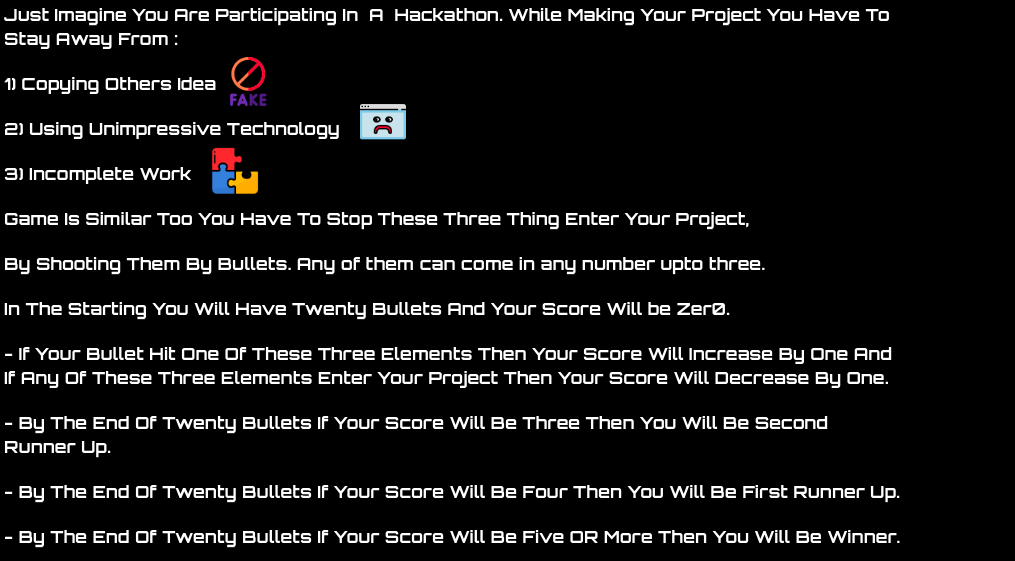 Just Imagine You Are Participating In A Hackathon. While Making Your Project You Have To
Stay Away From :
1) Copying Others Idea
FAKE
2) Using Unimpressive Technology
3) Incomplete Work
Game Is Similar Too You Have To Stop These Three Thing Enter Your Project,
By Shooting Them By Bullets. Any of them can come in any number upto three.
In The Starting You Will Have Twenty Bullets And Your Score Will be Zer0.
- If Your Bullet Hit One Of These Three Elements Then Your Score Will Increase By One And
If Any Of These Three Elements Enter Your Project Then Your Score Will Decrease By One.
- By The End Of Twenty Bullets If Your Score Will Be Three Then You Will Be Second
Runner Up.
- By The End Of Twenty Bullets If Your Score Will Be Four Then You Will Be First Runner Up.
- By The End Of Twenty Bullets If Your Score Will Be Five OR More Then You Will Be Winner.